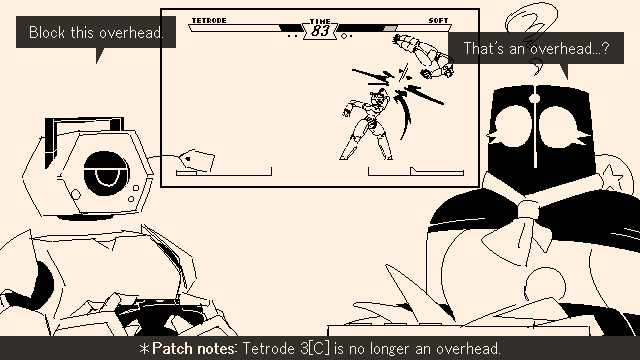 Block this overhead.
TETRODE
TIME
SOFT
83
That's an overhead...?
*Patch notes: Tetrode 3[C] is no longer an overhead.